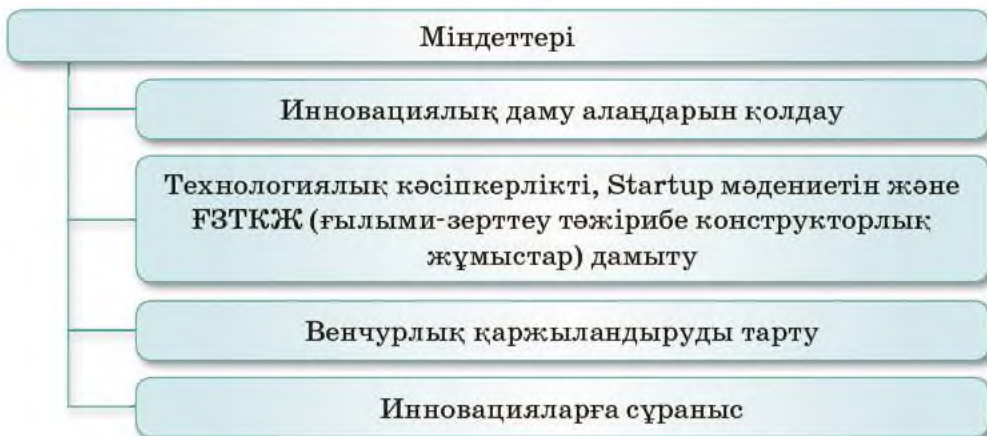 Міндеттері
Инновациялық даму алаңдарын қолдау
Технологиялық кәсіпкерлікті, Startup мәдениетін және
ҒЗТКЖ (ғылыми-зерттеу тәжірибе конструкторлық
жұмыстар) дамыту
Венчурлық қаржыландыруды тарту
Инновацияларға сұраныс